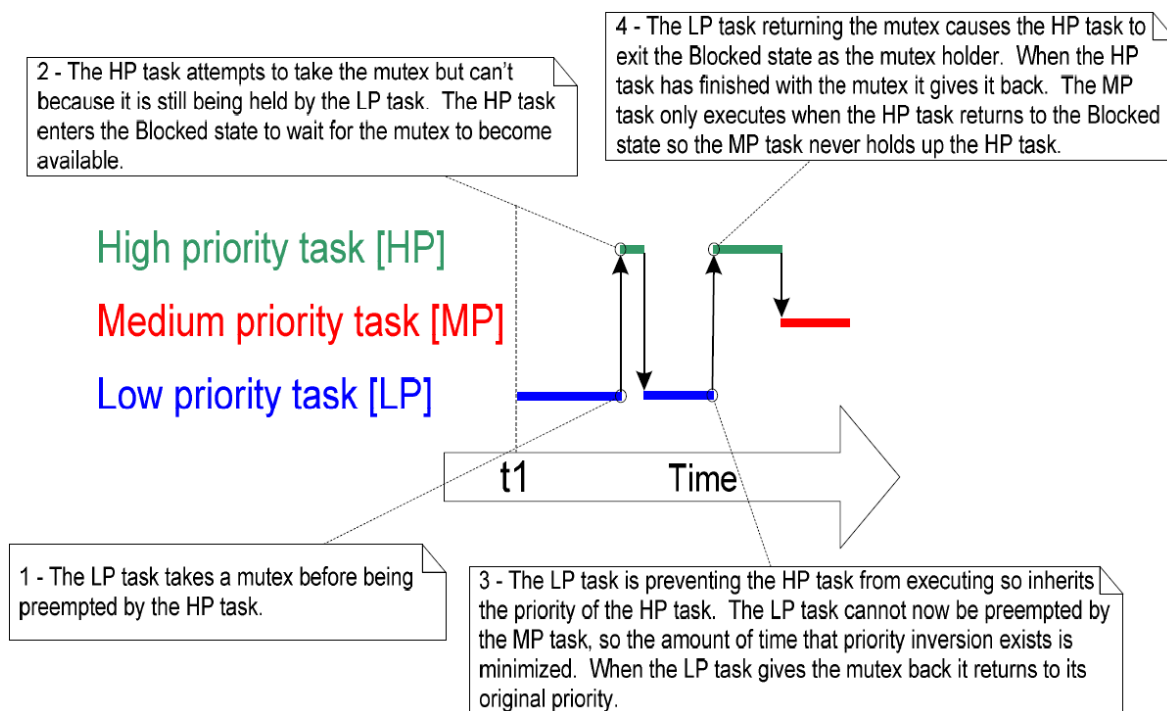 2 - The HP task attempts to take the mutex but can't
because it is still being held by the LP task.  The HP task
enters the Blocked state to wait for the mutex to become
available.
4 - The LP task returning the mutex causes the HP task to
exit the Blocked state as the mutex holder.  When the HP
task has finished with the mutex it gives it back.  The MP
task only executes when the HP task returns to the Blocked
state so the MP task never holds up the HP task.
High priority task [HP]
Medium priority task [MP]
Low priority task [LP]
t1
Time
1 - The LP task takes a mutex before being
preempted by the HP task.
3 - The LP task is preventing the HP task from executing so inherits
the priority of the HP task.  The LP task cannot now be preempted by
the MP task, so the amount of time that priority inversion exists is
minimized.  When the LP task gives the mutex back it returns to its
original priority.